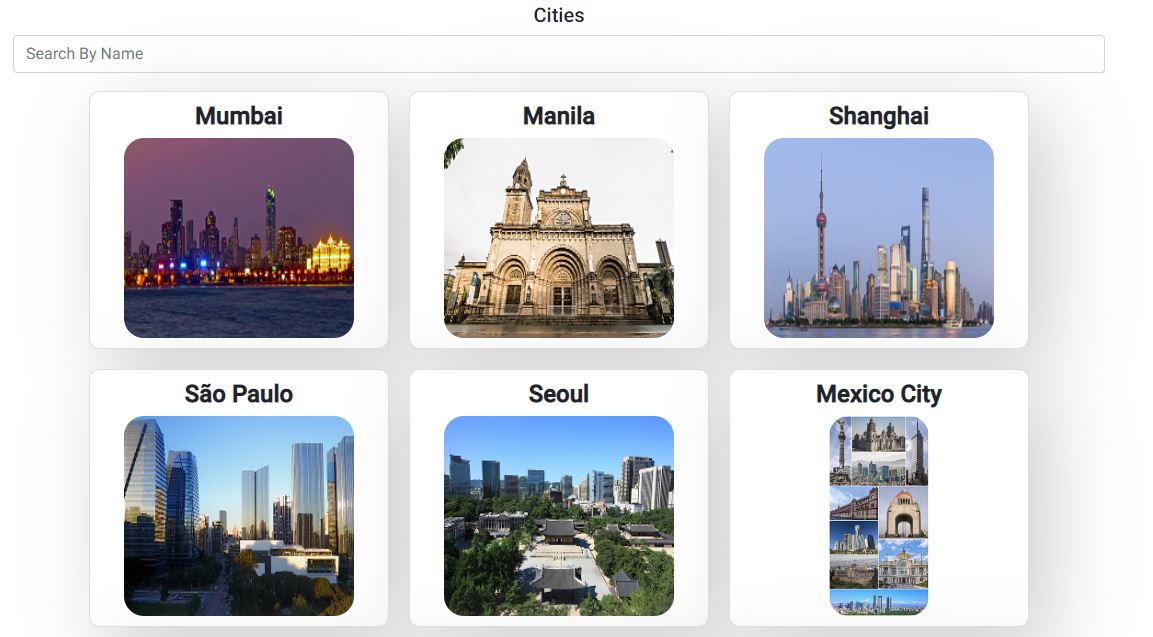 Cities
Search By Name
Mumbai
Manila
Shanghai
São Paulo
Seoul
Mexico City